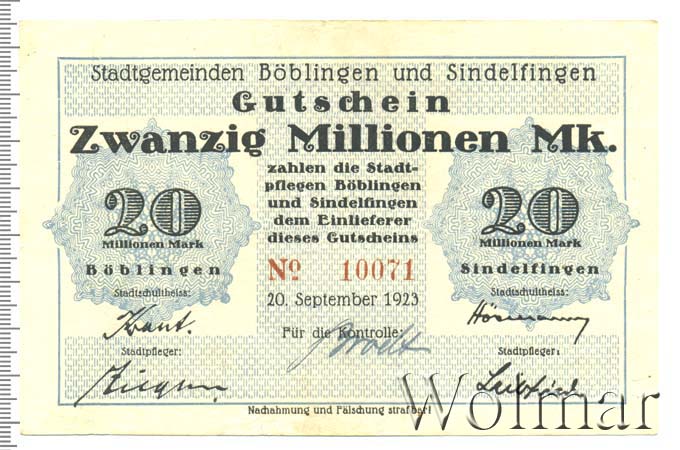 Stadtgemeinden Böblingen und Sindelfingen
Gutschein
Zwanzig Millionen Mk.
zahlen die Stadt-
pflegen Böblingen
und Sindelfingen
dem Einlieferer
dieses Gutscheins
20
Millionen Mark
Böblingen
Stadtschultheiss:
Kraut.
Stadtpfleger:
20
Millionen Mark
Sindelfingen
Stadtschultheiss:
Hörmann
Stadtpfleger:
No 10071
20. September 1923
Für die Kontrolle:
Nachahmung und Fälschung strafbar!
Wolmar